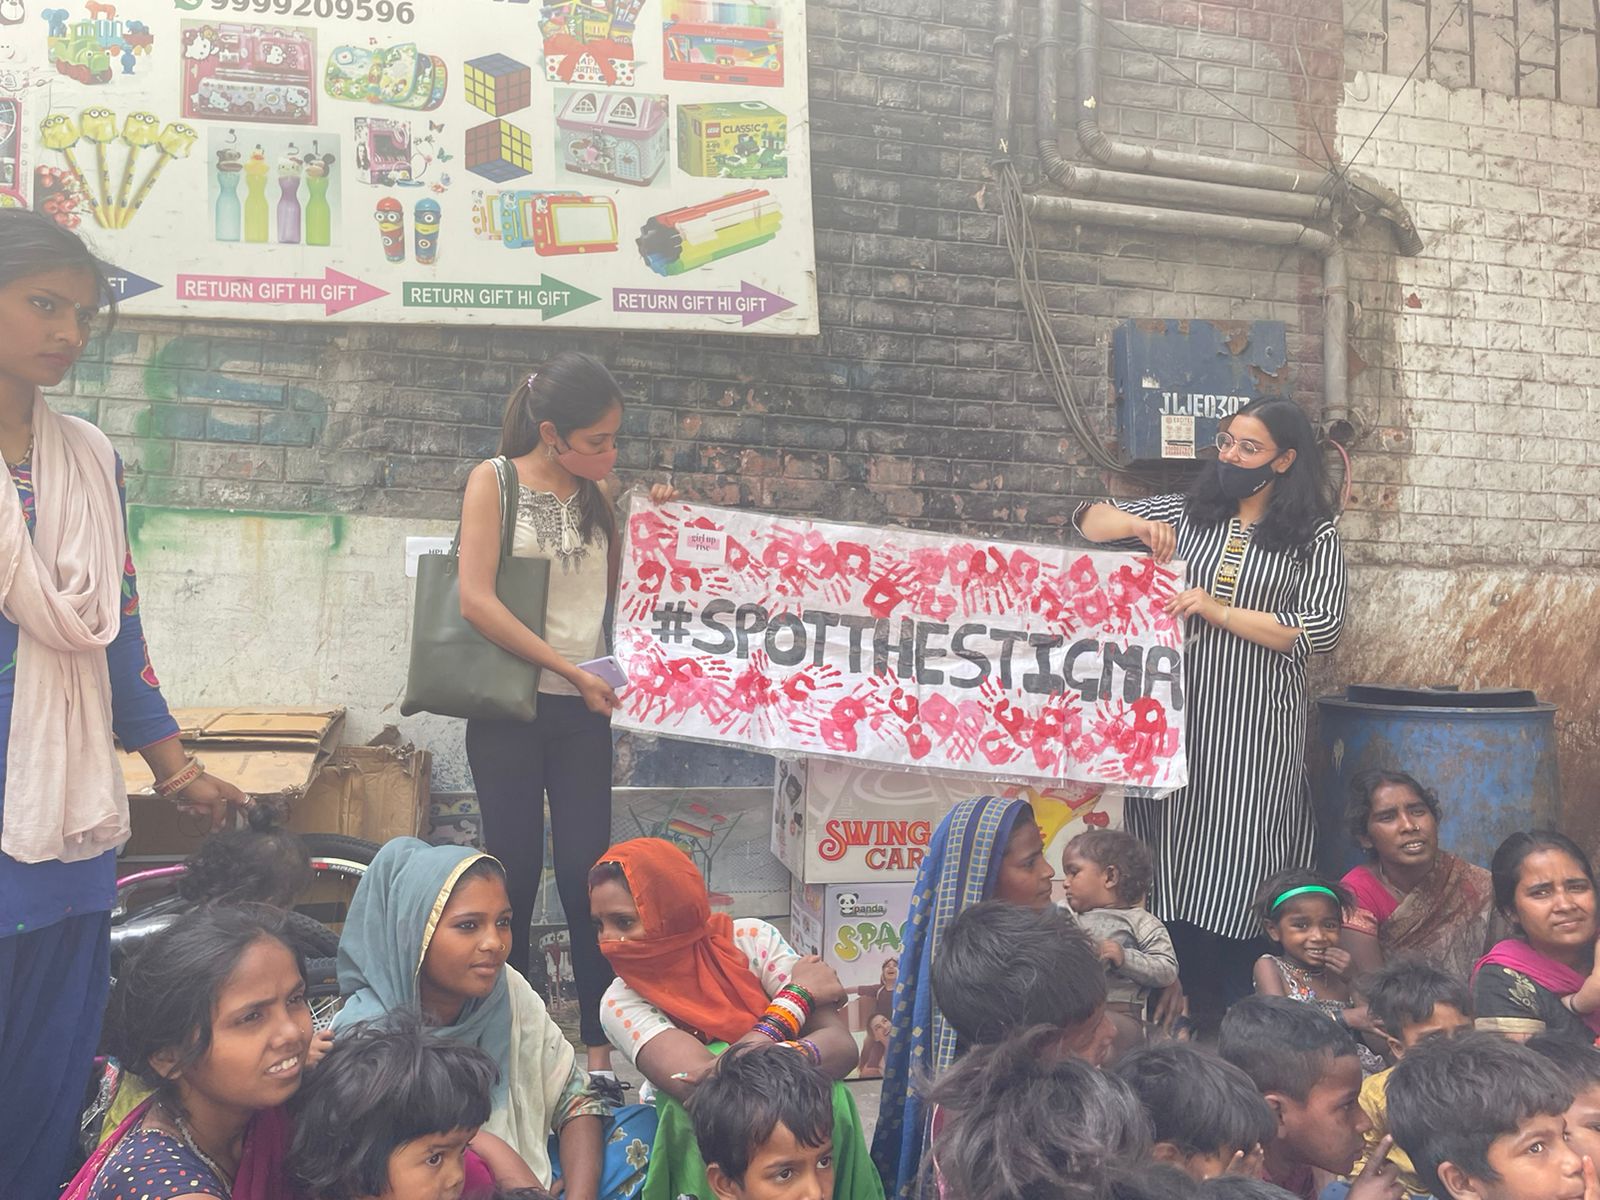 9999209596
CLASSIC
RETURN GIFT HI GIFT
RETURN GIFT HI GIFT
RETURN GIFT HI GIFT
JWE0307
girl up
rise
#SPOTTHESTIGMA
SWING
CAR
panda
SPA